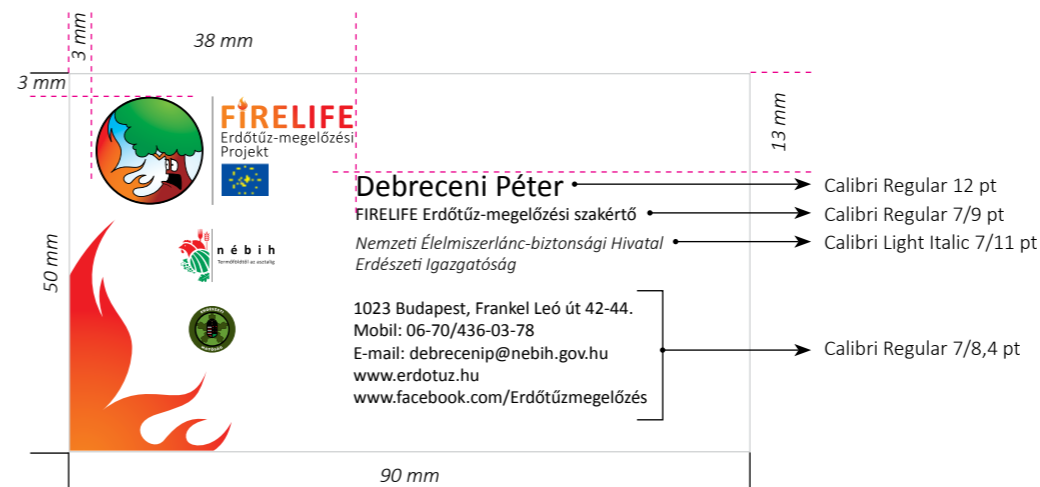 3 mm
38 mm
3 mm
13 mm
50 mm
90 mm
FiRELIFE
Erdőtűz-megelőzési
Projekt
nébih
Termőföldtől az asztalig
Debreceni Péter
FIRELIFE Erdőtűz-megelőzési szakértő
Nemzeti Élelmiszerlánc-biztonsági Hivatal
Erdészeti Igazgatóság
1023 Budapest, Frankel Leó út 42-44.
Mobil: 06-70/436-03-78
E-mail: debrecenip@nebih.gov.hu
www.erdotuz.hu
www.facebook.com/Erdőtűzmegelőzés
Calibri Regular 12 pt
Calibri Regular 7/9 pt
Calibri Light Italic 7/11 pt
Calibri Regular 7/8,4 pt